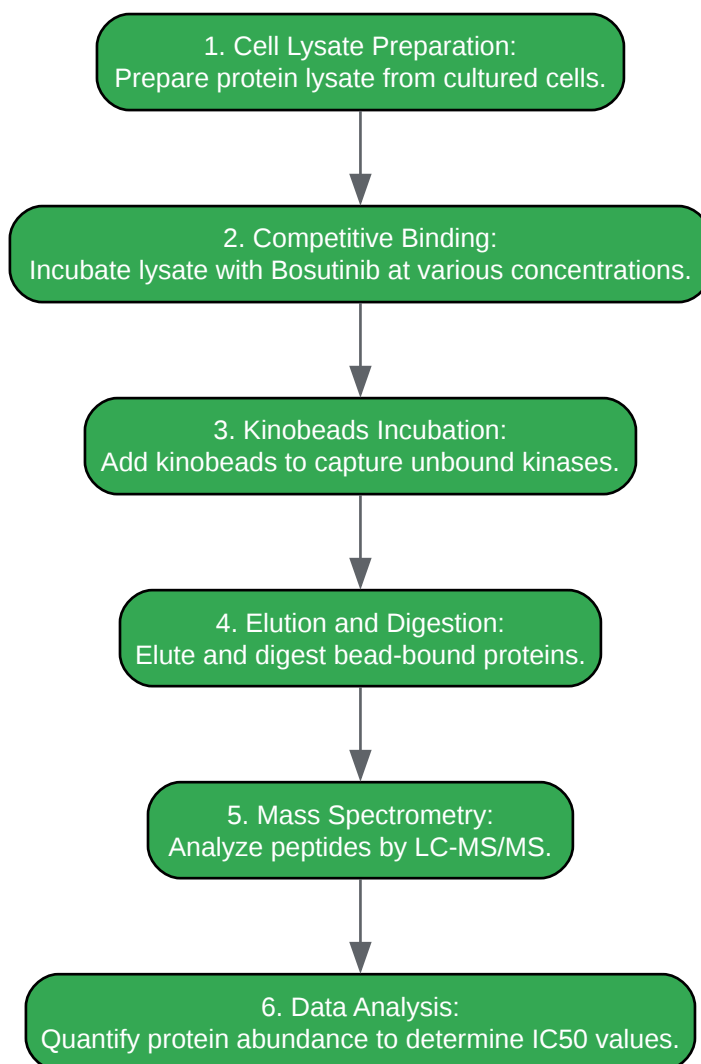 1. Cell Lysate Preparation:
Prepare protein lysate from cultured cells.
2. Competitive Binding:
Incubate lysate with Bosutinib at various concentrations.
3. Kinobeads Incubation:
Add kinobeads to capture unbound kinases.
4. Elution and Digestion:
Elute and digest bead-bound proteins.
5. Mass Spectrometry:
Analyze peptides by LC-MS/MS.
6. Data Analysis:
Quantify protein abundance to determine IC50 values.